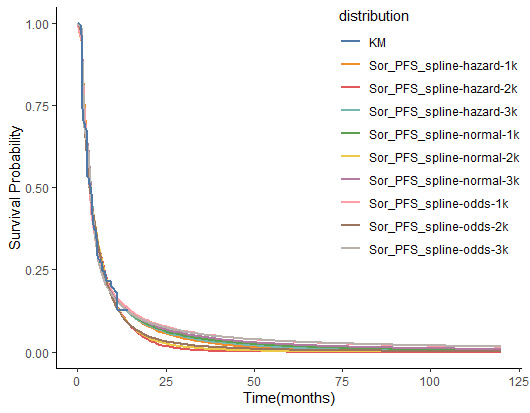 distribution
KM
Sor_PFS_spline-hazard-1k
Sor_PFS_spline-hazard-2k
Sor_PFS_spline-hazard-3k
Sor_PFS_spline-normal-1k
Sor_PFS_spline-normal-2k
Sor_PFS_spline-normal-3k
Sor_PFS_spline-odds-1k
Sor_PFS_spline-odds-2k
Sor_PFS_spline-odds-3k
Survival Probability
1.00
0.75
0.50
0.25
0.00
0 25 50 75 100 125
Time(months)